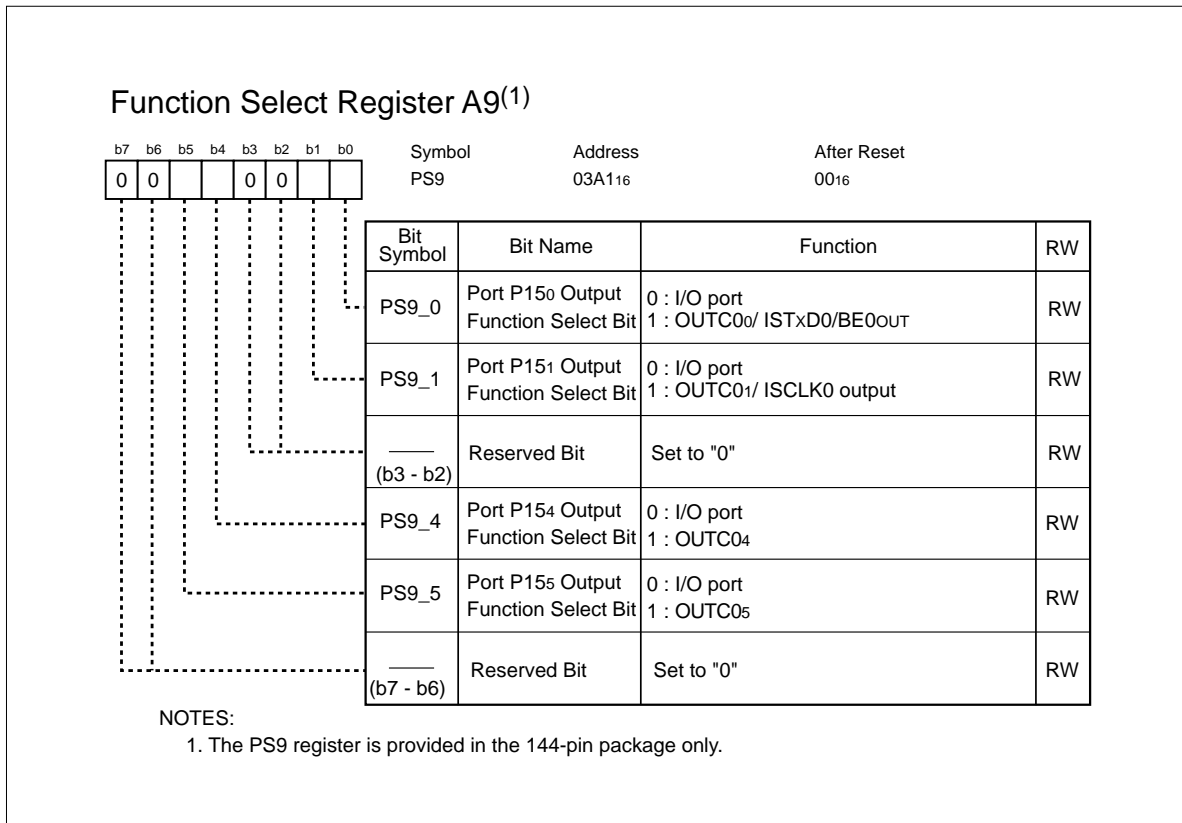 Function Select Register A9(1)
b7 b6 b5 b4 b3 b2 b1 b0 Symbol Address After Reset
0 0 0 0 PS9 03A116 0016
Bit Symbol Bit Name Function RW
PS9_0 Port P150 Output Function Select Bit 0 : I/O port RW
1 : OUTC00/ ISTxD0/BE0OUT
PS9_1 Port P151 Output Function Select Bit 0 : I/O port RW
1 : OUTC01/ ISCLK0 output
(b3 - b2) Reserved Bit Set to "0" RW
PS9_4 Port P154 Output Function Select Bit 0 : I/O port RW
1 : OUTC04
PS9_5 Port P155 Output Function Select Bit 0 : I/O port RW
1 : OUTC05
(b7 - b6) Reserved Bit Set to "0" RW
NOTES:
1. The PS9 register is provided in the 144-pin package only.